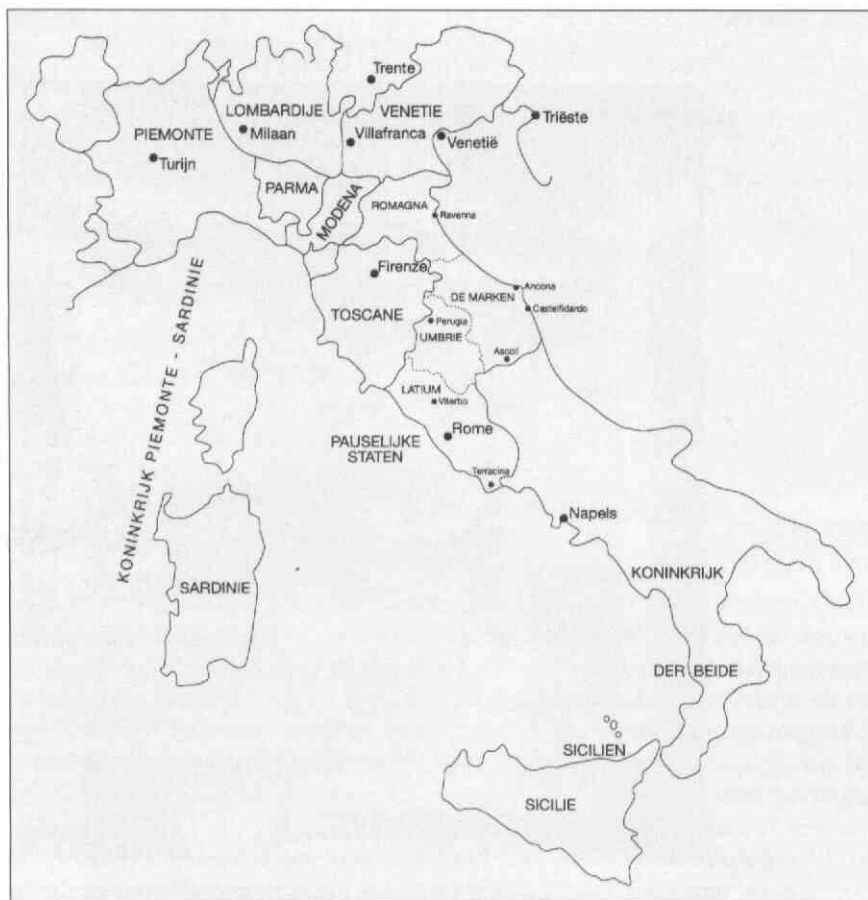 Trente
LOMBARDIJE
VENETIE
Triëste
PIEMONTE
Milaan
Villafranca
Venetië
Turijn
PARMA
MODENA
ROMAGNA
Ravenna
Firenze
DE MARKEN
Ancona
Castelfidardo
TOSCANE
Perugia
UMBRIE
Ascoli
LATIUM
Viterbo
Rome
PAUSELIJKE
STATEN
Terracina
Napels
KONINKRIJK PIEMONTE - SARDINIE
SARDINIE
KONINKRIJK
DER BEIDE
SICILIEN
SICILIE